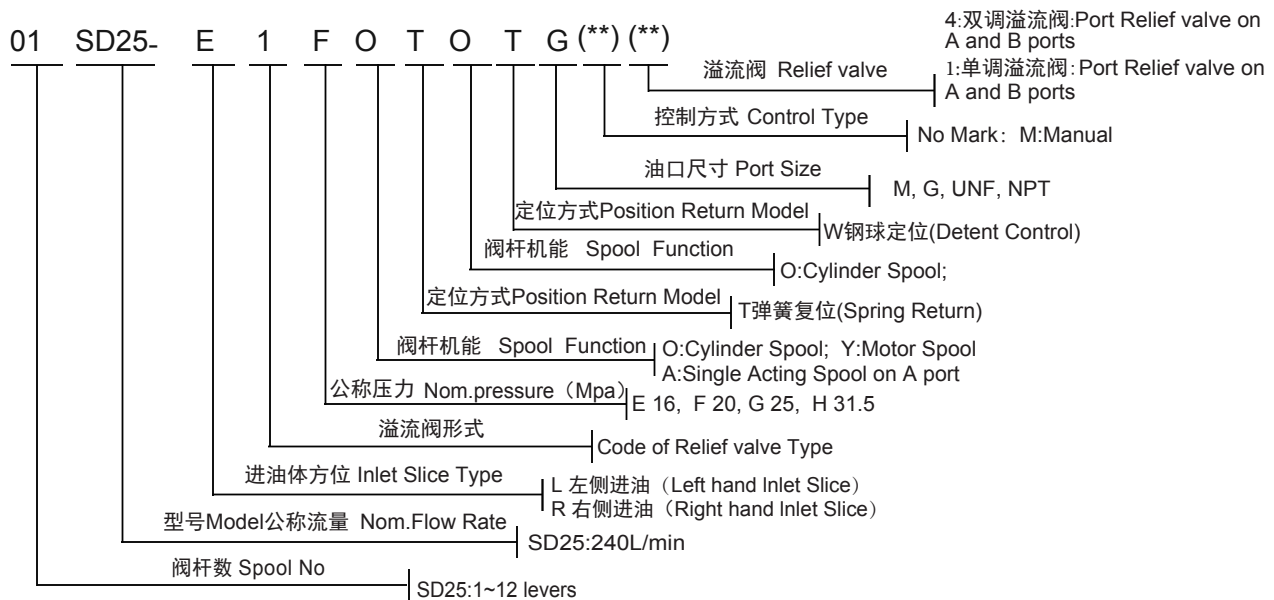 01 SD25- E 1 F O T O T G (**) (**)
4:双调溢流阀:Port Relief valve on
A and B ports
溢流阀 Relief valve
1:单调溢流阀:Port Relief valve on
A and B ports
控制方式 Control Type
No Mark：M:Manual
油口尺寸 Port Size
M, G, UNF, NPT
定位方式Position Return Model
W钢球定位(Detent Control)
阀杆机能 Spool Function
O:Cylinder Spool;
定位方式Position Return Model
T弹簧复位(Spring Return)
阀杆机能 Spool Function
O:Cylinder Spool; Y:Motor Spool
A:Single Acting Spool on A port
公称压力 Nom.pressure（Mpa）
E 16, F 20, G 25, H 31.5
溢流阀形式
Code of Relief valve Type
进油体方位 Inlet Slice Type
L 左侧进油（Left hand Inlet Slice）
R 右侧进油（Right hand Inlet Slice）
型号Model公称流量 Nom.Flow Rate
SD25:240L/min
阀杆数 Spool No
SD25:1~12 levers